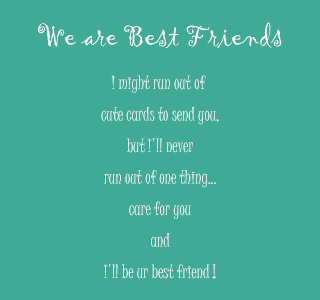 We are Best Friends
I might run out of
cute cards to send you,
but I'll never
run out of one thing...
care for you
and
I'll be ur best friend !